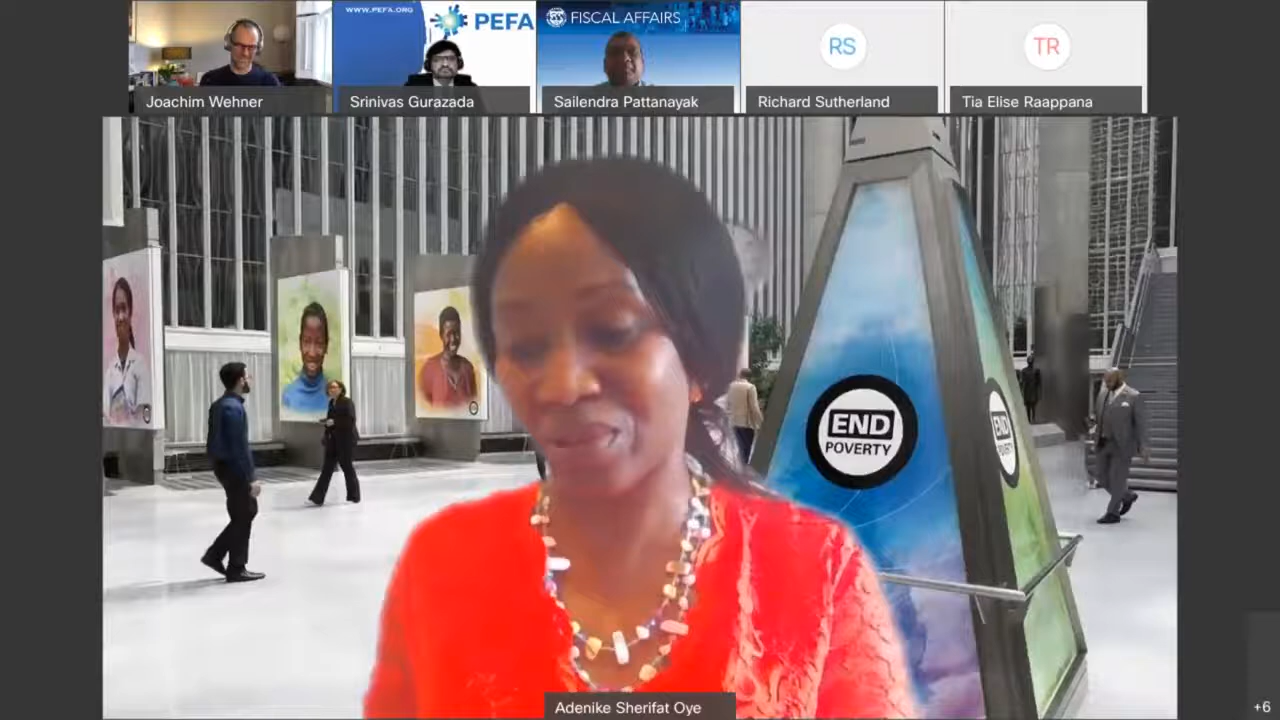 WWW.PEFA.ORG
PEFA
FISCAL AFFAIRS
RS
TR
Joachim Wehner
Srinivas Gurazada
Sailendra Pattanayak
Richard Sutherland
Tia Elise Raappana
END
POVERTY
END
POVERTY
Adenike Sherifat Oye
+6